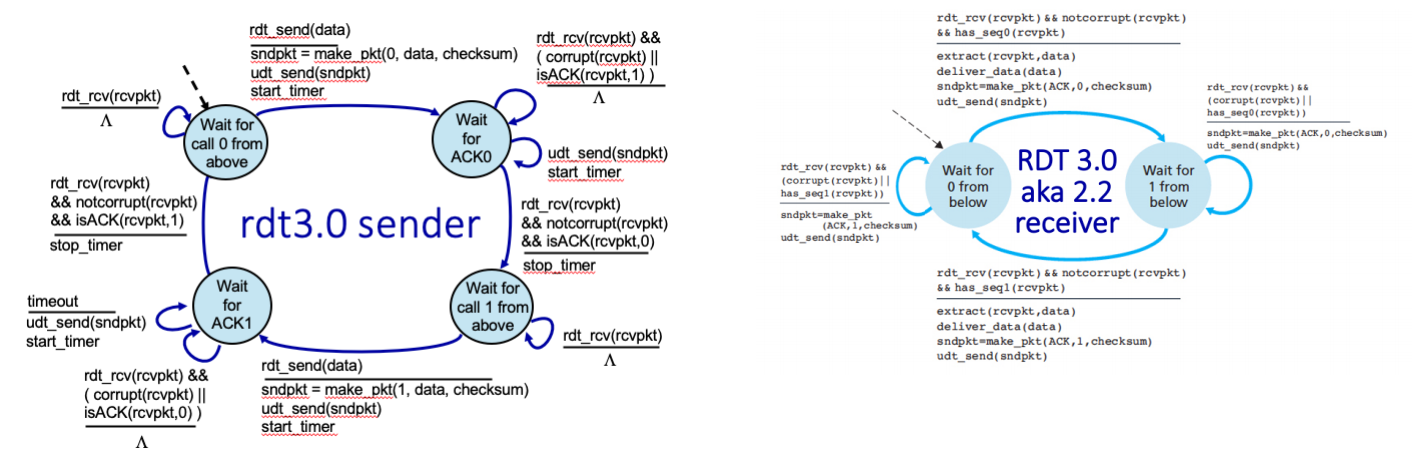 rdt_send(data)
sndpkt = make_pkt(0, data, checksum)
udt_send(sndpkt)
start_timer
rdt_rcv(rcvpkt) &&
( corrupt(rcvpkt) ||
isACK(rcvpkt,1) )
Λ
rdt_rcv(rcvpkt)
Λ
Wait for
call 0 from
above
Wait
for
ACK0
udt_send(sndpkt)
start_timer
rdt_rcv(rcvpkt)
&& notcorrupt(rcvpkt)
&& isACK(rcvpkt,1)
stop_timer
rdt3.0 sender
rdt_rcv(rcvpkt)
&& notcorrupt(rcvpkt)
&& isACK(rcvpkt,0)
stop_timer
Wait
for
ACK1
Wait for
call 1 from
above
timeout
udt_send(sndpkt)
start_timer
rdt_rcv(rcvpkt)
Λ
rdt_rcv(rcvpkt) &&
( corrupt(rcvpkt) ||
isACK(rcvpkt,0) )
Λ
rdt_send(data)
sndpkt = make_pkt(1, data, checksum)
udt_send(sndpkt)
start_timer
rdt_rcv(rcvpkt) && notcorrupt(rcvpkt)
&& has_seq0(rcvpkt)
extract(rcvpkt,data)
deliver_data(data)
sndpkt=make_pkt(ACK,0,checksum)
udt_send(sndpkt)
rdt_rcv(rcvpkt) &&
(corrupt(rcvpkt)||
has_seq0(rcvpkt))
sndpkt=make_pkt(ACK,0,checksum)
udt_send(sndpkt)
rdt_rcv(rcvpkt) &&
(corrupt(rcvpkt)||
has_seq1(rcvpkt))
sndpkt=make_pkt
(ACK,1,checksum)
udt_send(sndpkt)
Wait for
0 from
below
RDT 3.0
aka 2.2
receiver
Wait for
1 from
below
rdt_rcv(rcvpkt) && notcorrupt(rcvpkt)
&& has_seq1(rcvpkt)
extract(rcvpkt,data)
deliver_data(data)
sndpkt=make_pkt(ACK,1,checksum)
udt_send(sndpkt)